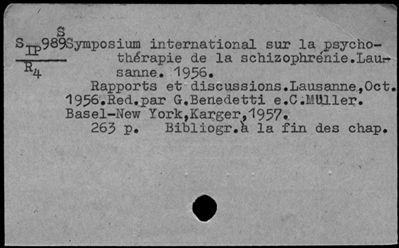 S
S IP 989 Symposium international sur la psycho-
R4 thérapie de la schizophrénie.Lau-
sanne. 1956.
Rapports et discussions.Lausanne,Oct.
1956.Red.par G.Benedetti e.C.Müller.
Basel-New York,Karger,1957.
263 p. Bibliogr.à la fin des chap.